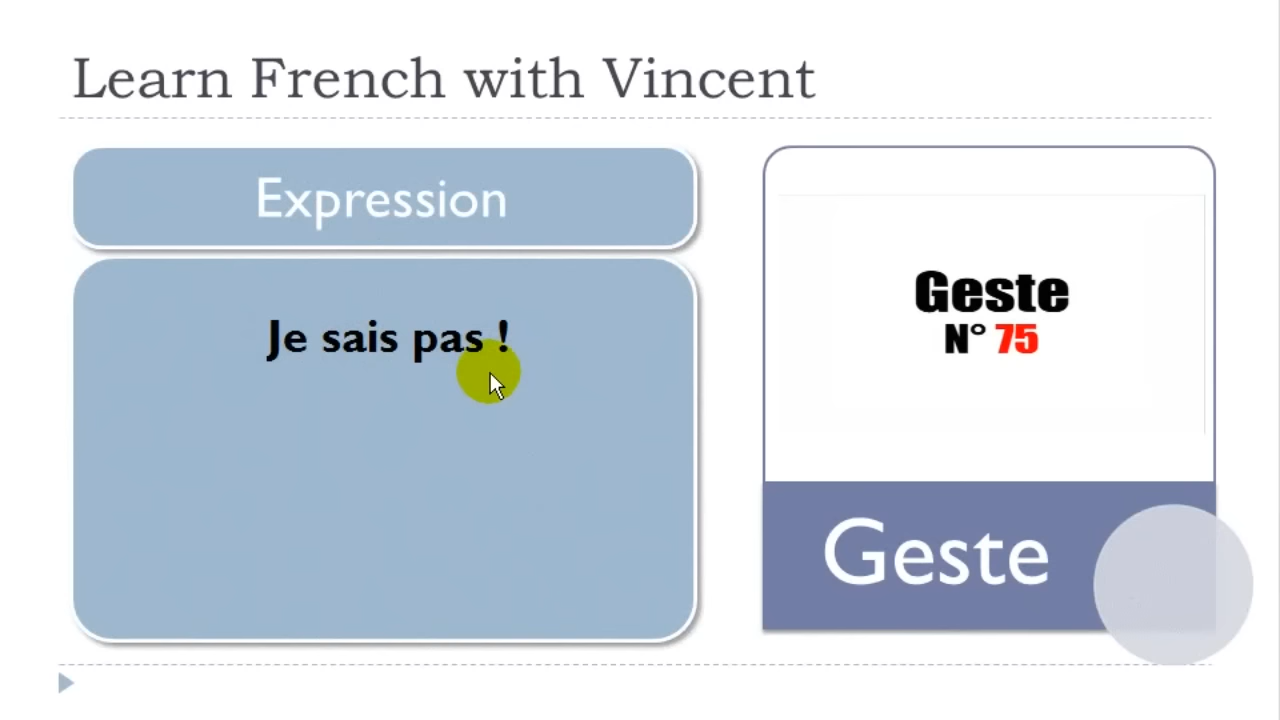 Learn French with Vincent
Expression
Je sais pas !
Geste
N° 75
Geste